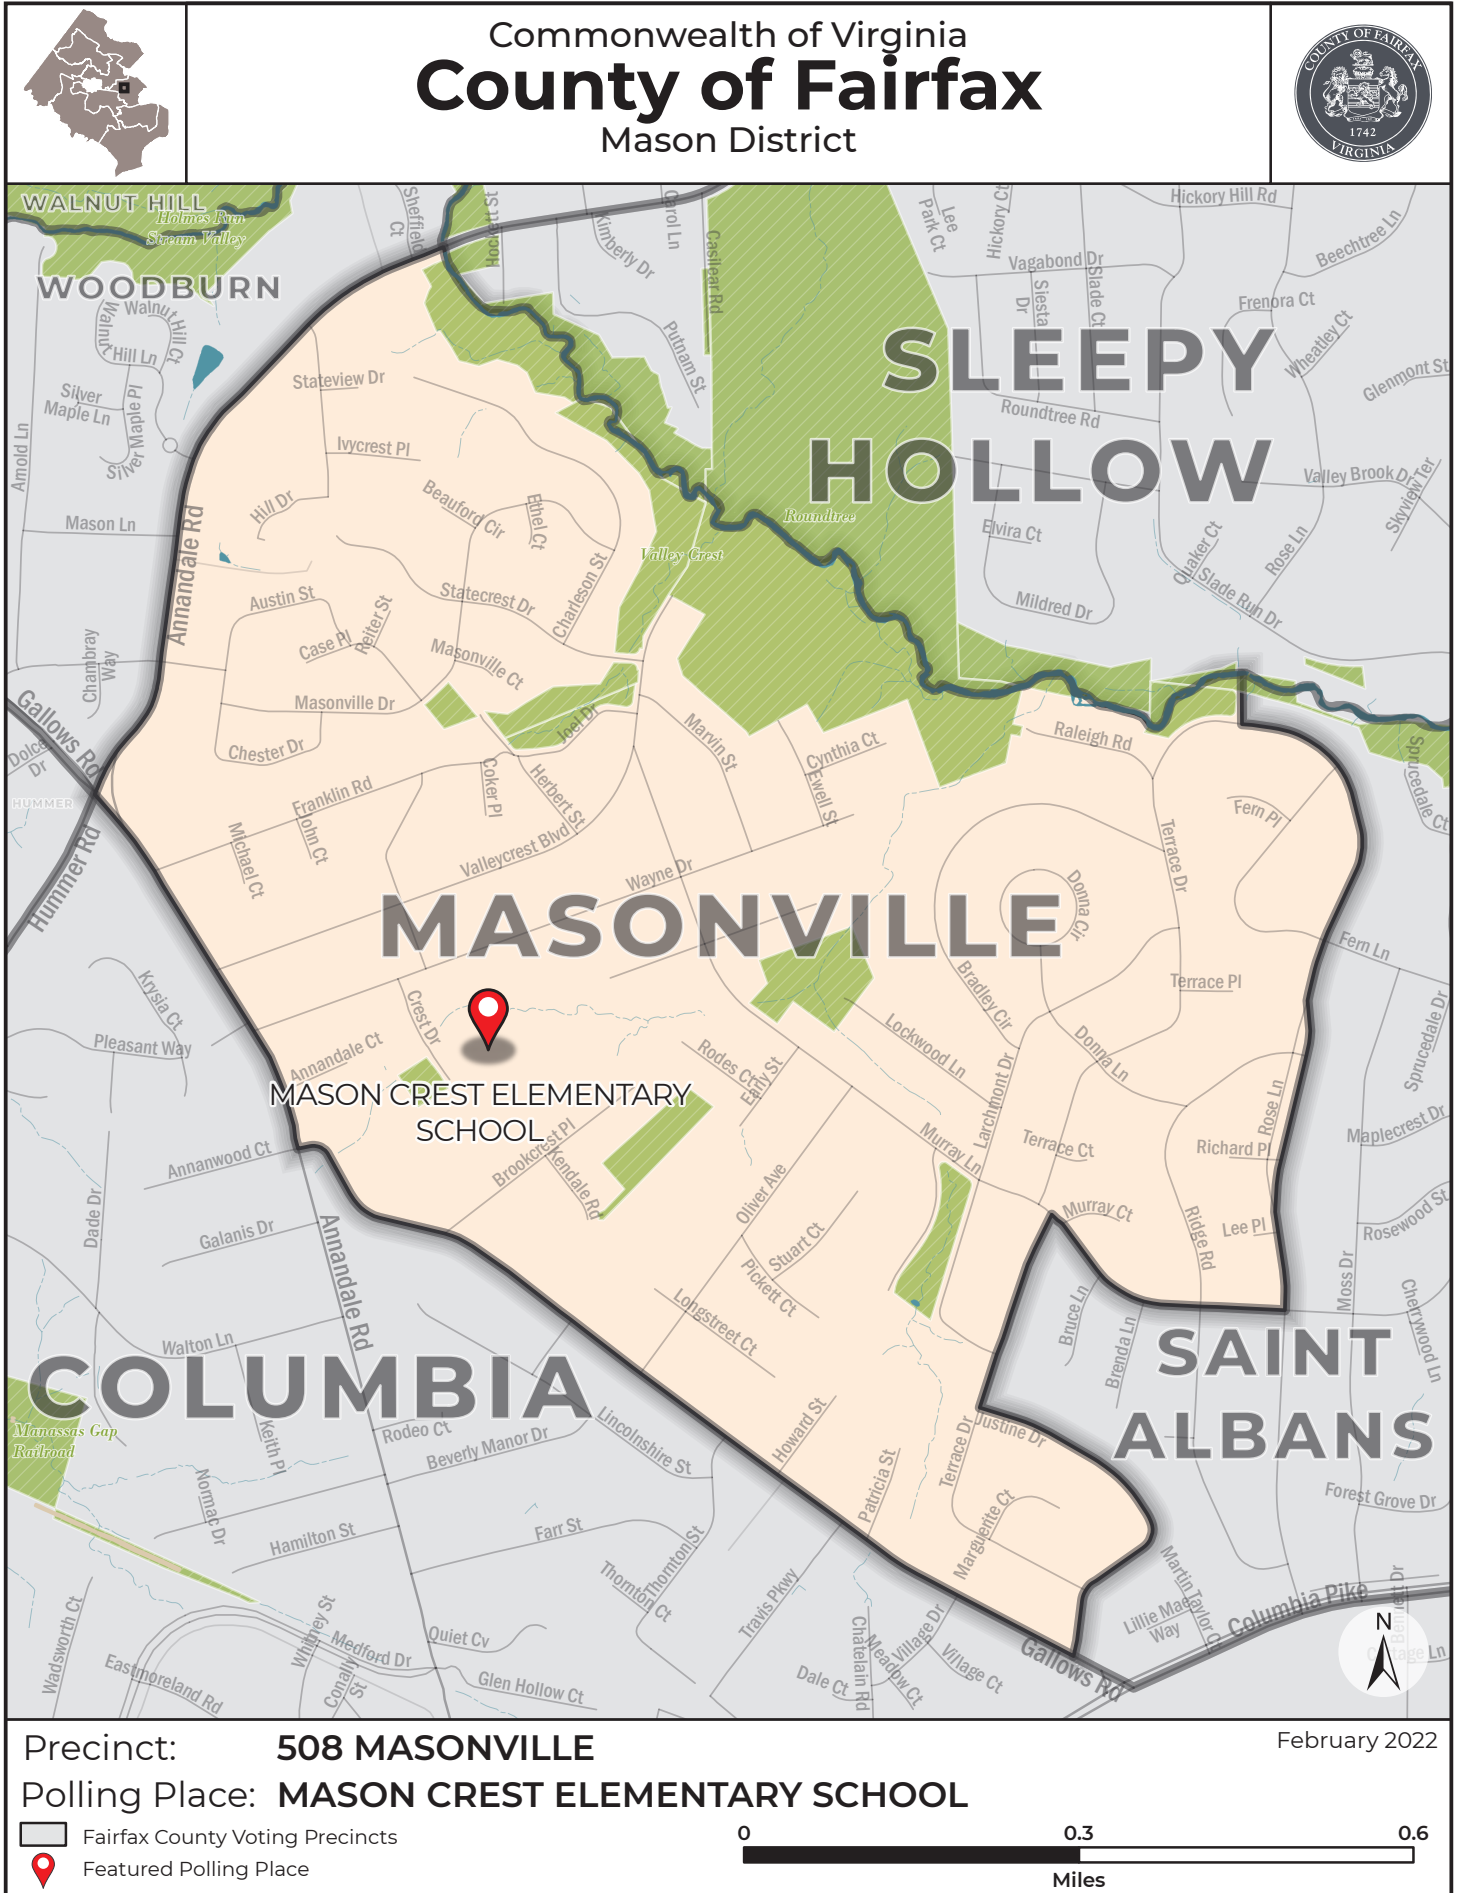 Commonwealth of Virginia
County of Fairfax
Mason District
COUNTY OF FAIRFAX
1742
VIRGINIA
WALNUT HILL
Holmes Run
Stream Valley
WOODBURN
Sheffield
Ct
Hockett St
Kimberly Dr
Carol Ln
Casilear Rd
Lee
Park Ct
Hickory Ct
Hickory Hill Rd
Beechtree Ln
Vagabond Dr
Siesta
Dr
Slade Ct
Frenora Ct
Wheatley Ct
Glenmont St
Walnut
Hill Ln
Walnut Hill Ct
Silver
Maple Ln
Silver Maple Pl
Arnold Ln
Mason Ln
Putnam St
SLEEPY
HOLLOW
Roundtree Rd
Valley Brook Dr
Skyview Ter
Stateview Dr
Ivycrest Pl
Hill Dr
Beauford Cir
Ethel Ct
Roundtree
Valley Crest
Elvira Ct
Quaker Ct
Rose Ln
Slade Run Dr
Mildred Dr
Annandale Rd
Austin St
Statecrest Dr
Charleson St
Case Pl
Reiter St
Masonville Ct
Chambray
Way
Masonville Dr
Gallows Rd
Dolce
Dr
Chester Dr
Joel Dr
Marvin St
Cynthia Ct
Raleigh Rd
Sprucedale Ct
HUMMER
Franklin Rd
Coker Pl
Herbert St
Ewell St
Fern Pl
Hummer Rd
Michael Ct
John Ct
Valleycrest Blvd
Wayne Dr
Terrace Dr
Donna Cir
MASONVILLE
Fern Ln
Krysia Ct
Bradley Cir
Terrace Pl
Pleasant Way
Crest Dr
Annandale Ct
Rodes Ct
Early St
Lockwood Ln
Donna Ln
Sprucedale Dr
Larchmont Dr
Rose Ln
MASON CREST ELEMENTARY
SCHOOL
Maplecrest Dr
Annanwood Ct
Brookcrest Pl
Kendale Rd
Murray Ln
Terrace Ct
Richard Pl
Dade Dr
Galanis Dr
Oliver Ave
Murray Ct
Ridge Rd
Lee Pl
Rosewood St
Annandale Rd
Stuart Ct
Pickett Ct
Moss Dr
Cherrywood Ln
Walton Ln
Longstreet Ct
Bruce Ln
Brenda Ln
COLUMBIA
SAINT
ALBANS
Manassas Gap
Railroad
Keith Pl
Rodeo Ct
Beverly Manor Dr
Lincolnshire St
Howard St
Terrace Dr
Justine Dr
Normac Dr
Patricia St
Marguerite Ct
Forest Grove Dr
Hamilton St
Farr St
Thornton St
Thornton Ct
Travis Pkwy
Martin Taylor Ct
Lillie Mae
Way
Columbia Pike
Bennett Dr
Wadsworth Ct
Whitney St
Medford Dr
Quiet Cv
Chatelain Rd
Village Dr
Meadow Ct
Village Ct
Gallows Rd
Eastmoreland Rd
Conally
St
Glen Hollow Ct
Dale Ct
N
Precinct: 508 MASONVILLE
February 2022
Polling Place: MASON CREST ELEMENTARY SCHOOL
Fairfax County Voting Precincts
Featured Polling Place
0 0.3 0.6
Miles